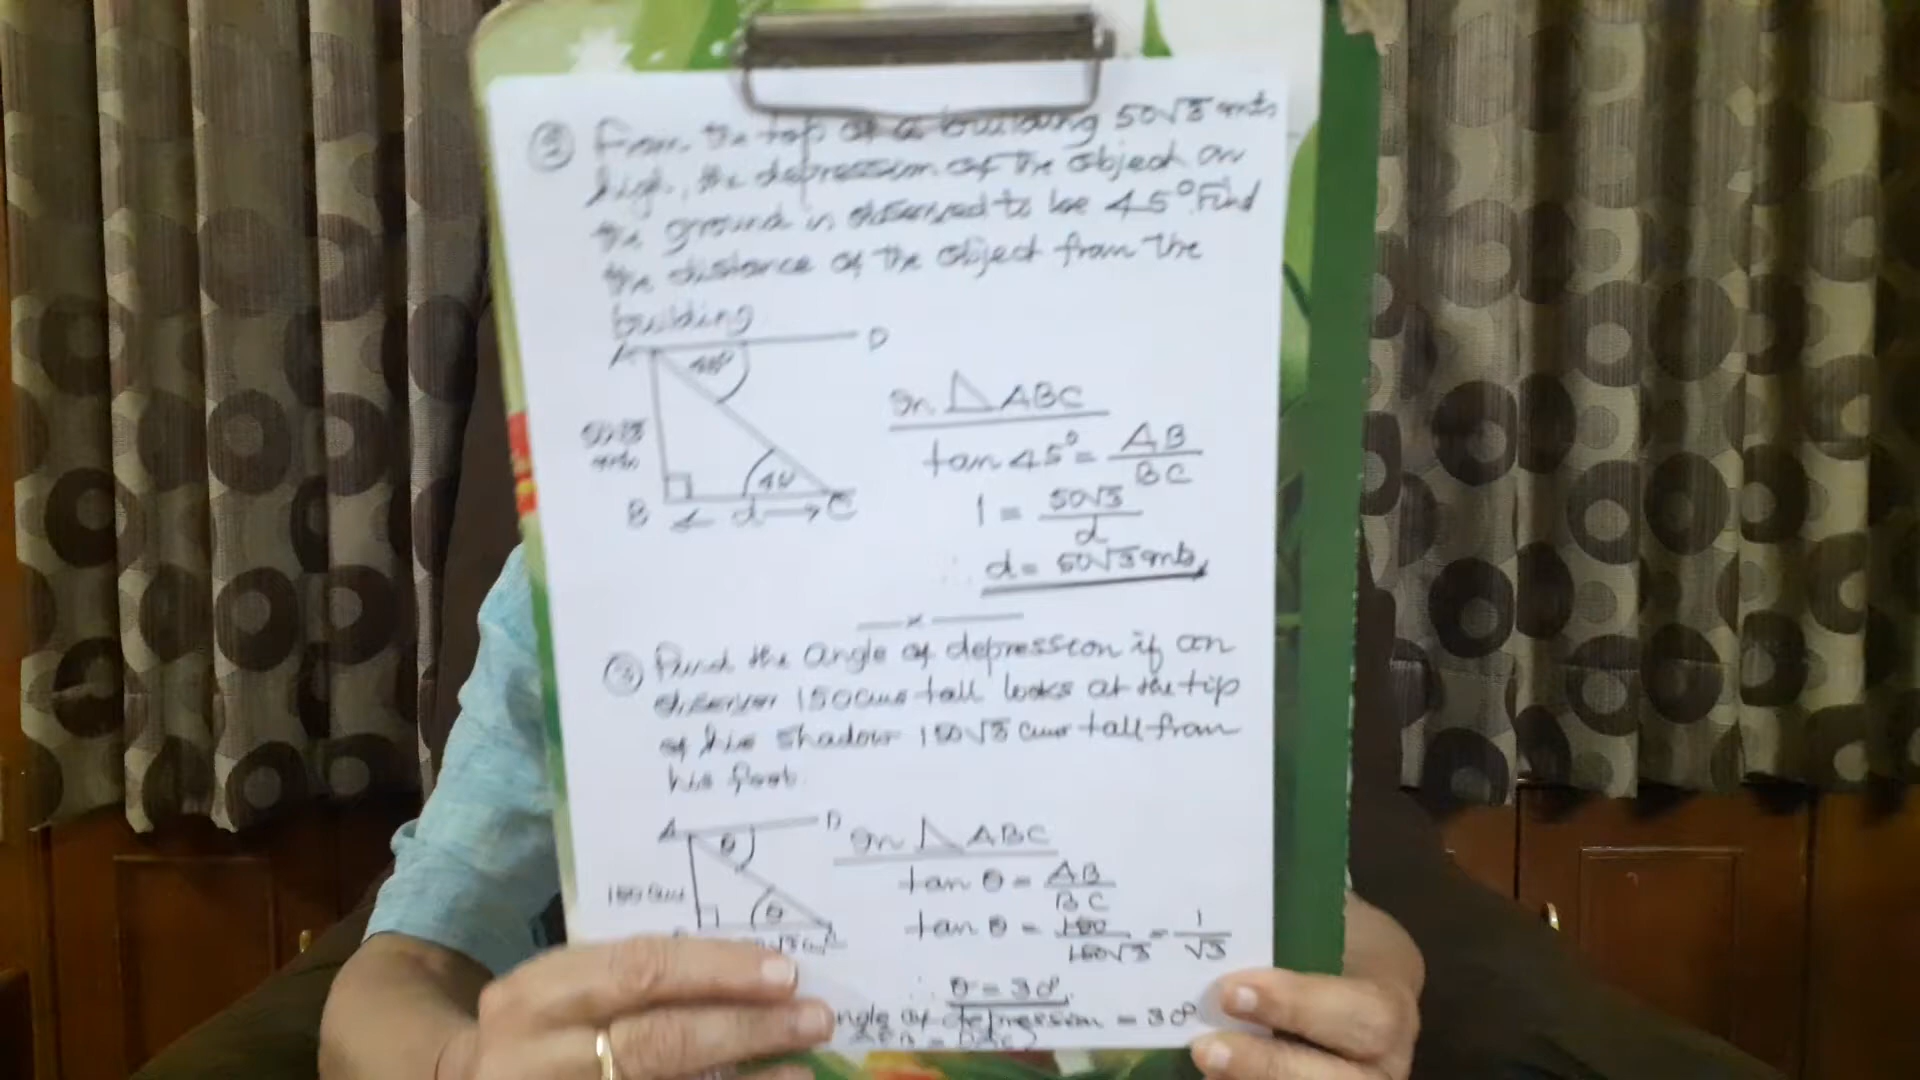 ② From the top of a building 50√3 mts
high, the depression of the object on
the ground is observed to be 45° Find
the distance of the object from the
building
A D
45°
50√3
mts
45
B ← d → C
In △ABC
tan 45° = AB/BC
1 = 50√3/d
∴ d = 50√3 mts
— x —
③ Find the angle of depression if an
observer 150cms tall looks at the tip
of his shadow 150√3 cms tall from
his foot.
A D
θ
150 cms
θ
In △ABC
tan θ = AB/BC
tan θ = 150/150√3 = 1/√3
∴ θ = 30°
angle of depression = 30°